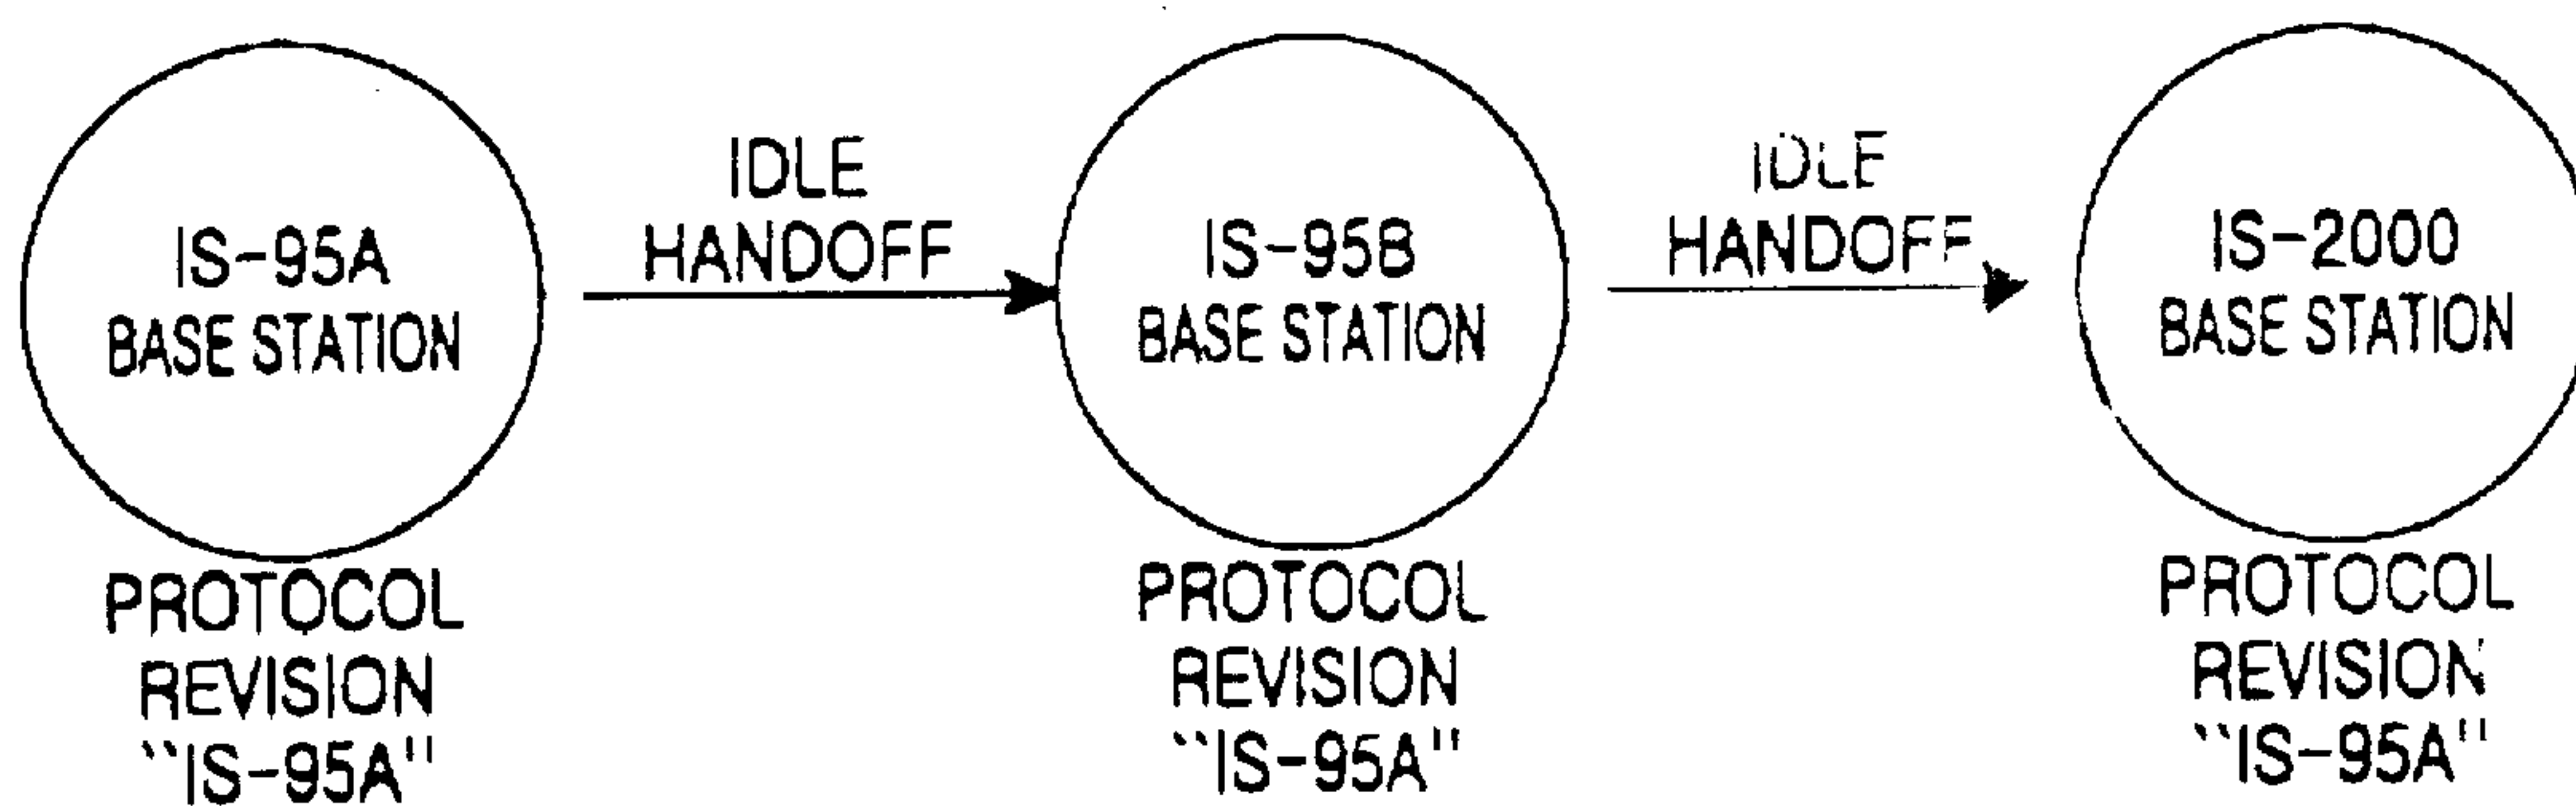 IS-95A
BASE STATION
PROTOCOL
REVISION
``IS-95A"
IDLE
HANDOFF
IS-95B
BASE STATION
PROTOCOL
REVISION
``IS-95A"
IDLE
HANDOFF
IS-2000
BASE STATION
PROTOCOL
REVISION
``IS-95A"